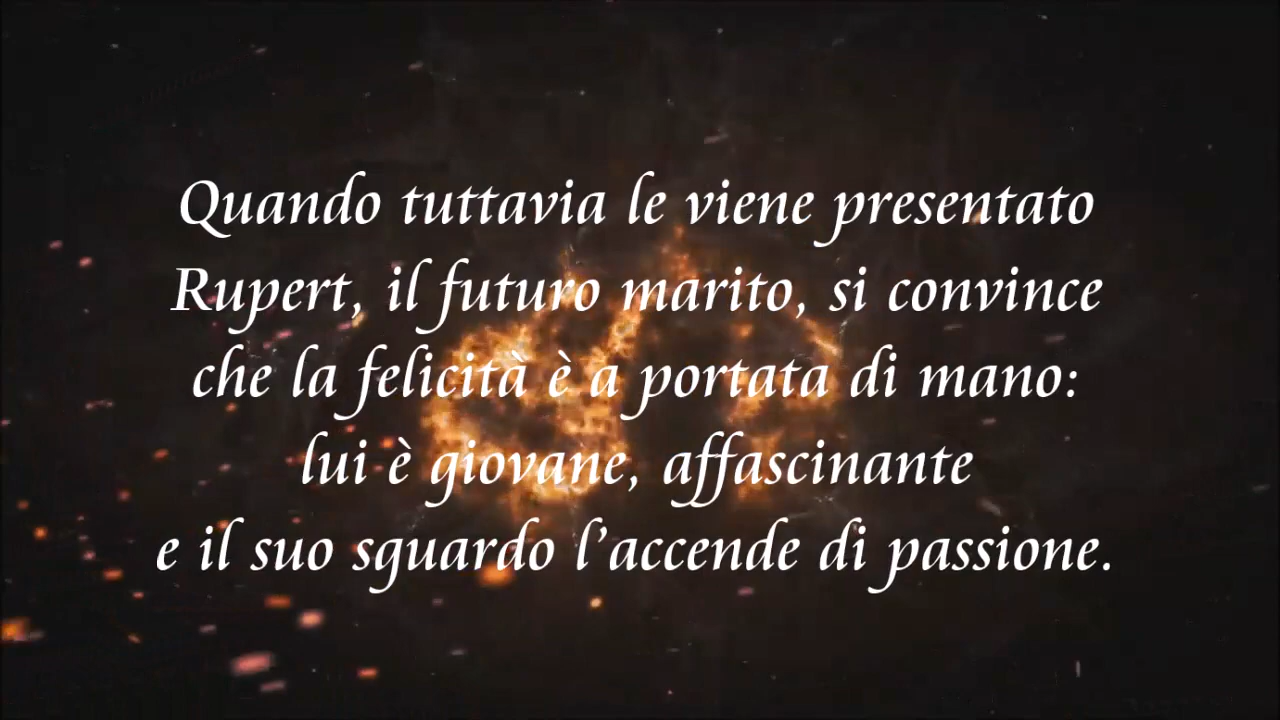 Quando tuttavia le viene presentato
Rupert, il futuro marito, si convince
che la felicità è a portata di mano:
lui è giovane, affascinante
e il suo sguardo l’accende di passione.